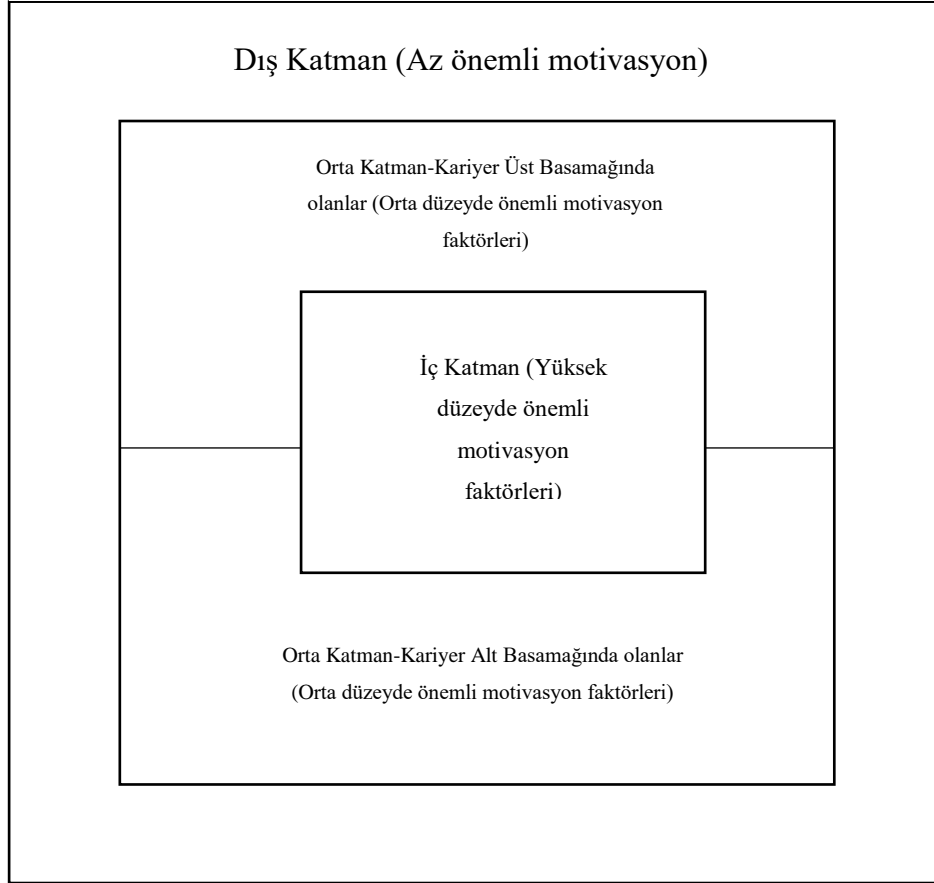 Dış Katman (Az önemli motivasyon)
Orta Katman-Kariyer Üst Basamağında
olanlar (Orta düzeyde önemli motivasyon
faktörleri)
İç Katman (Yüksek
düzeyde önemli
motivasyon
faktörleri)
Orta Katman-Kariyer Alt Basamağında olanlar
(Orta düzeyde önemli motivasyon faktörleri)